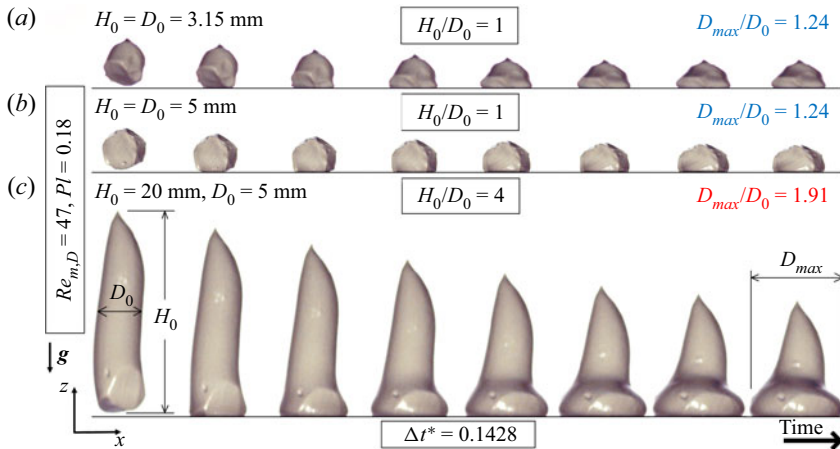 (a) H₀ = D₀ = 3.15 mm H₀/D₀ = 1 Dₘₐₓ/D₀ = 1.24
(b) H₀ = D₀ = 5 mm H₀/D₀ = 1 Dₘₐₓ/D₀ = 1.24
(c) H₀ = 20 mm, D₀ = 5 mm H₀/D₀ = 4 Dₘₐₓ/D₀ = 1.91
Reₘ,D = 47, Pl = 0.18
D₀
H₀
Dₘₐₓ
g
z
x
Δt* = 0.1428
Time